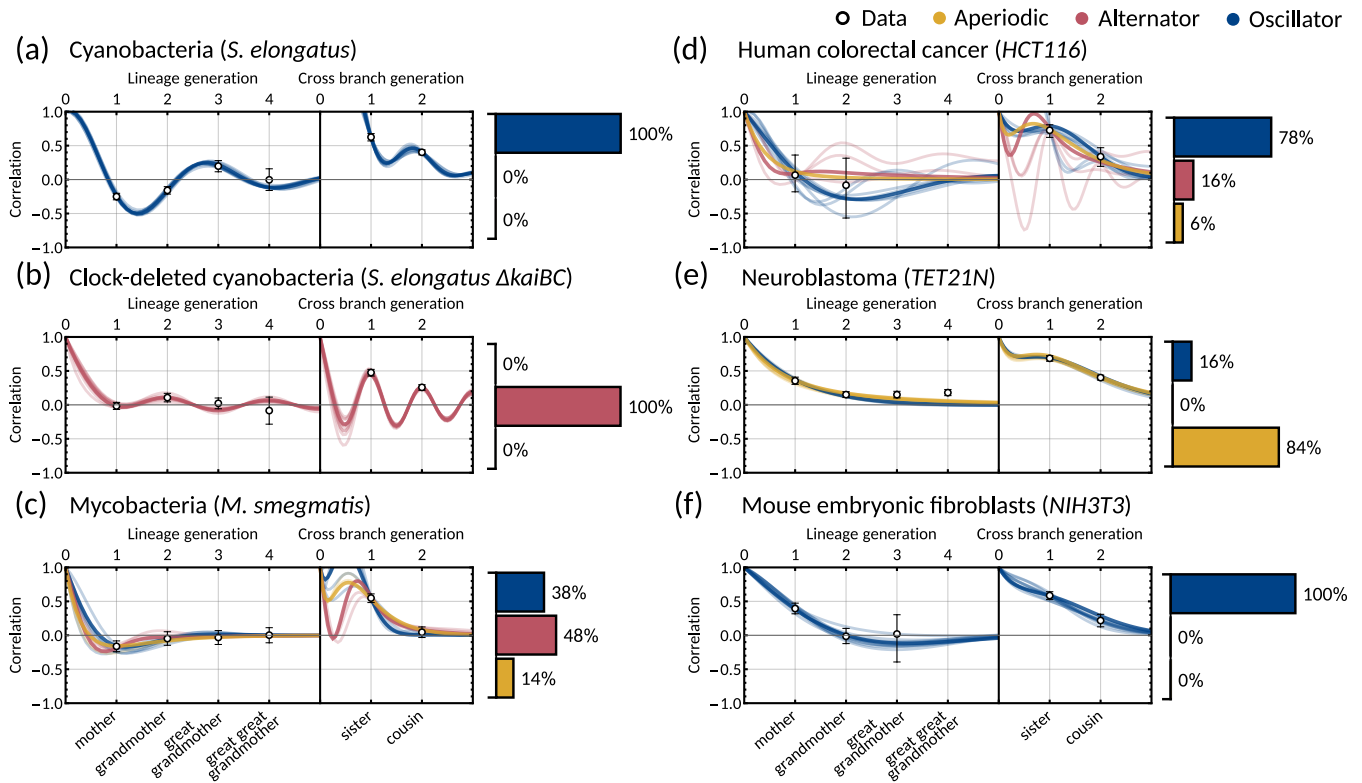 Data Aperiodic Alternator Oscillator
(a) Cyanobacteria (S. elongatus)
Lineage generation Cross branch generation
0 1 2 3 4 0 1 2
1.0
0.5
0.0
−0.5
−1.0
Correlation
100%
0%
0%
(b) Clock-deleted cyanobacteria (S. elongatus ΔkaiBC)
Lineage generation Cross branch generation
0 1 2 3 4 0 1 2
1.0
0.5
0.0
−0.5
−1.0
Correlation
0%
100%
0%
(c) Mycobacteria (M. smegmatis)
Lineage generation Cross branch generation
0 1 2 3 4 0 1 2
1.0
0.5
0.0
−0.5
−1.0
Correlation
38%
48%
14%
mother
grandmother
great
grandmother
great great
grandmother
sister
cousin
(d) Human colorectal cancer (HCT116)
Lineage generation Cross branch generation
0 1 2 3 4 0 1 2
1.0
0.5
0.0
−0.5
−1.0
Correlation
78%
16%
6%
(e) Neuroblastoma (TET21N)
Lineage generation Cross branch generation
0 1 2 3 4 0 1 2
1.0
0.5
0.0
−0.5
−1.0
Correlation
16%
0%
84%
(f) Mouse embryonic fibroblasts (NIH3T3)
Lineage generation Cross branch generation
0 1 2 3 4 0 1 2
1.0
0.5
0.0
−0.5
−1.0
Correlation
100%
0%
0%
mother
grandmother
great
grandmother
great great
grandmother
sister
cousin